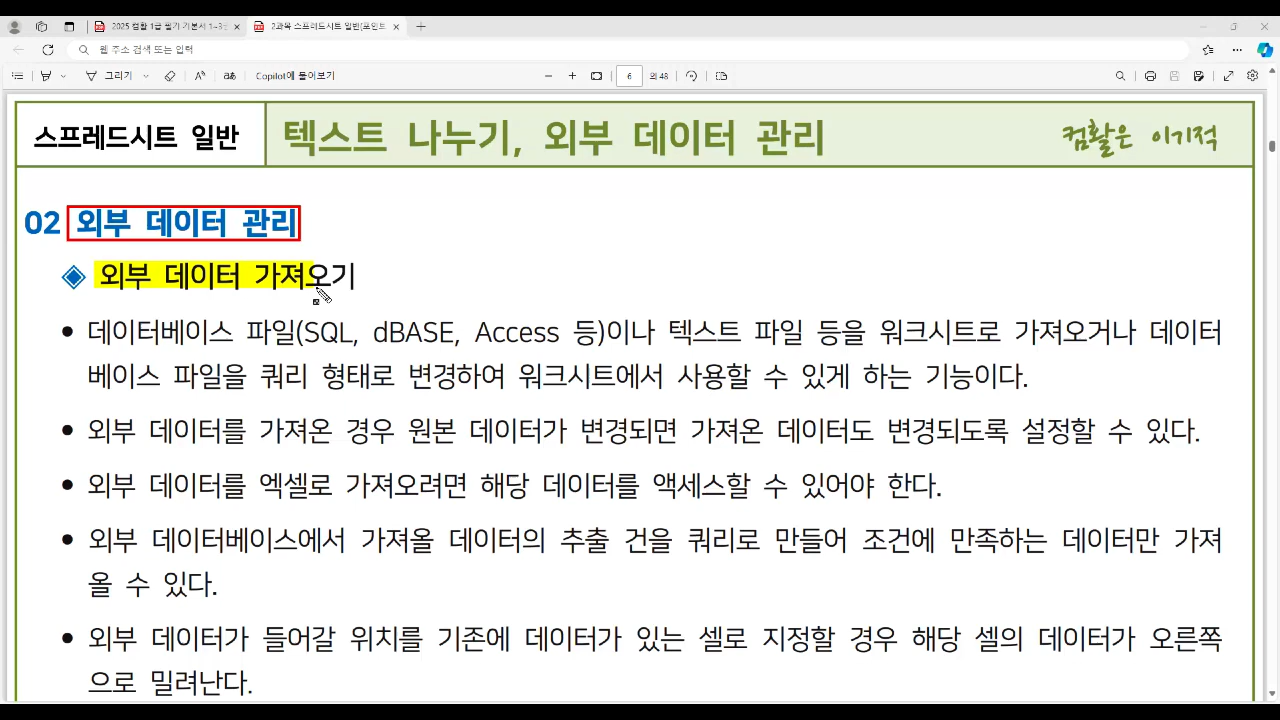 2025 컴활 1급 필기 기본서 1~3
2과목 스프레드시트 일반(포인트
웹 주소 검색 또는 입력
그리기
Copilot에 물어보기
6 의 48
스프레드시트 일반
텍스트 나누기, 외부 데이터 관리
컴활은 이기적
02 외부 데이터 관리
◈ 외부 데이터 가져오기
• 데이터베이스 파일(SQL, dBASE, Access 등)이나 텍스트 파일 등을 워크시트로 가져오거나 데이터
베이스 파일을 쿼리 형태로 변경하여 워크시트에서 사용할 수 있게 하는 기능이다.
• 외부 데이터를 가져온 경우 원본 데이터가 변경되면 가져온 데이터도 변경되도록 설정할 수 있다.
• 외부 데이터를 엑셀로 가져오려면 해당 데이터를 액세스할 수 있어야 한다.
• 외부 데이터베이스에서 가져올 데이터의 추출 건을 쿼리로 만들어 조건에 만족하는 데이터만 가져
올 수 있다.
• 외부 데이터가 들어갈 위치를 기존에 데이터가 있는 셀로 지정할 경우 해당 셀의 데이터가 오른쪽
으로 밀려난다.